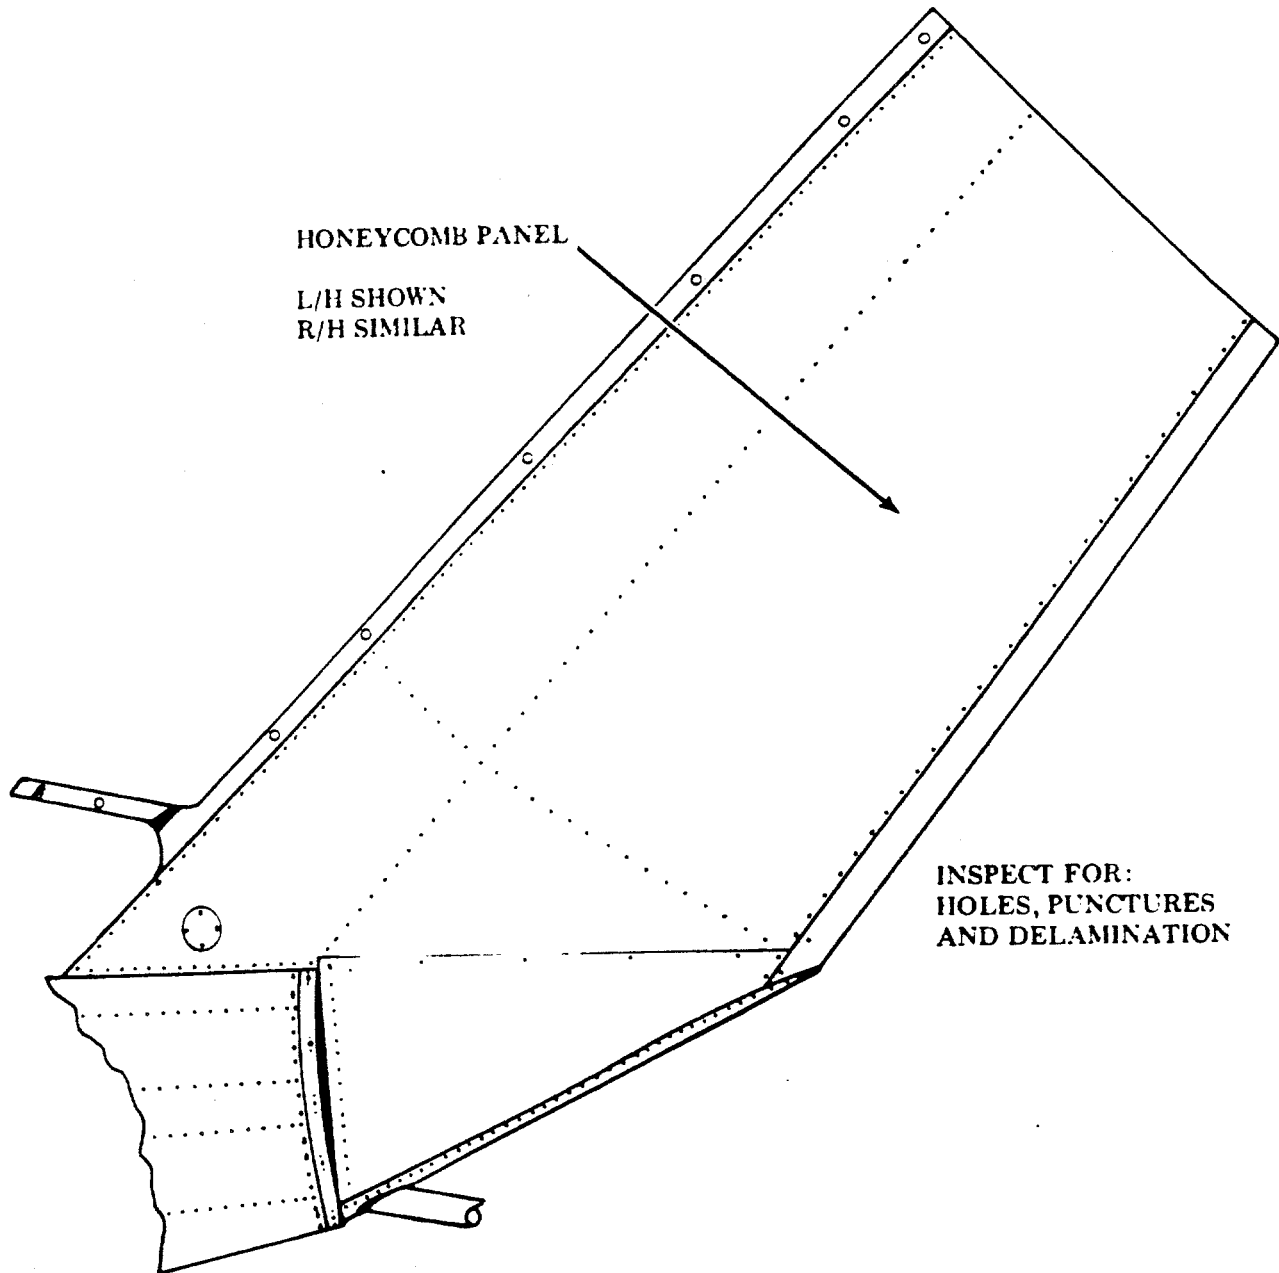 HONEYCOMB PANEL
L/H SHOWN
R/H SIMILAR
INSPECT FOR:
HOLES, PUNCTURES
AND DELAMINATION